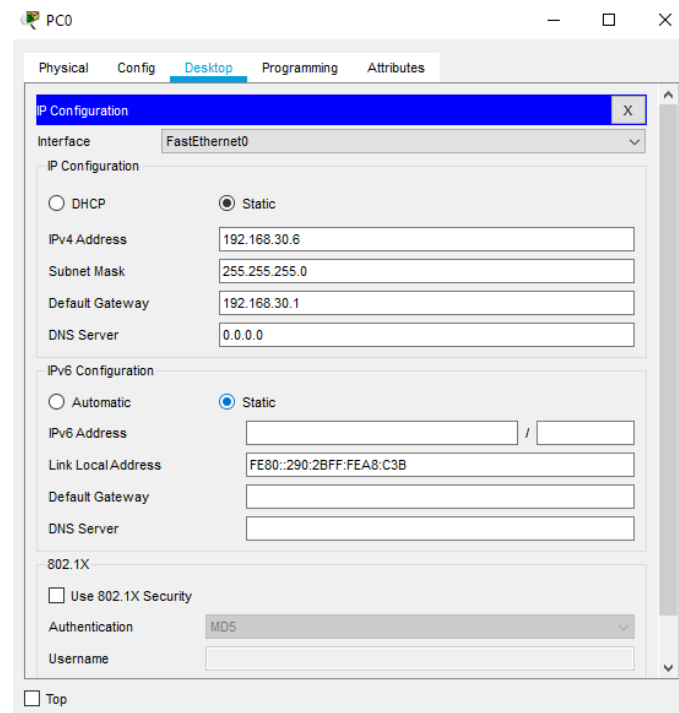 PC0
Physical Config Desktop Programming Attributes
IP Configuration X
Interface FastEthernet0
IP Configuration
DHCP Static
IPv4 Address 192.168.30.6
Subnet Mask 255.255.255.0
Default Gateway 192.168.30.1
DNS Server 0.0.0.0
IPv6 Configuration
Automatic Static
IPv6 Address /
Link Local Address FE80::290:2BFF:FEA8:C3B
Default Gateway
DNS Server
802.1X
Use 802.1X Security
Authentication MD5
Username
Top